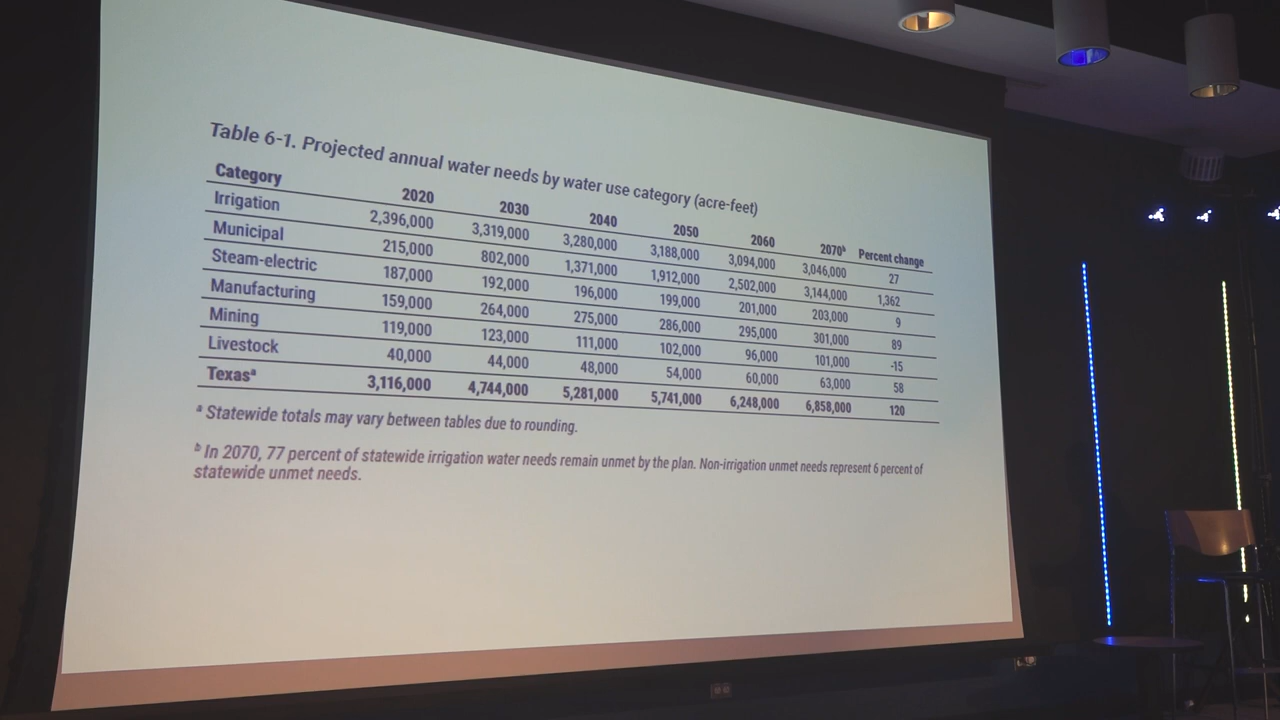 Table 6-1. Projected annual water needs by water use category (acre-feet)
Category 2020 2030 2040 2050 2060 2070ᵇ Percent change
Irrigation 2,396,000 3,319,000 3,280,000 3,188,000 3,094,000 3,046,000 27
Municipal 215,000 802,000 1,371,000 1,912,000 2,502,000 3,144,000 1,362
Steam-electric 187,000 192,000 196,000 199,000 201,000 203,000 9
Manufacturing 159,000 264,000 275,000 286,000 295,000 301,000 89
Mining 119,000 123,000 111,000 102,000 96,000 101,000 -15
Livestock 40,000 44,000 48,000 54,000 60,000 63,000 58
Texasᵃ 3,116,000 4,744,000 5,281,000 5,741,000 6,248,000 6,858,000 120
ᵃ Statewide totals may vary between tables due to rounding.
ᵇ In 2070, 77 percent of statewide irrigation water needs remain unmet by the plan. Non-irrigation unmet needs represent 6 percent of
statewide unmet needs.